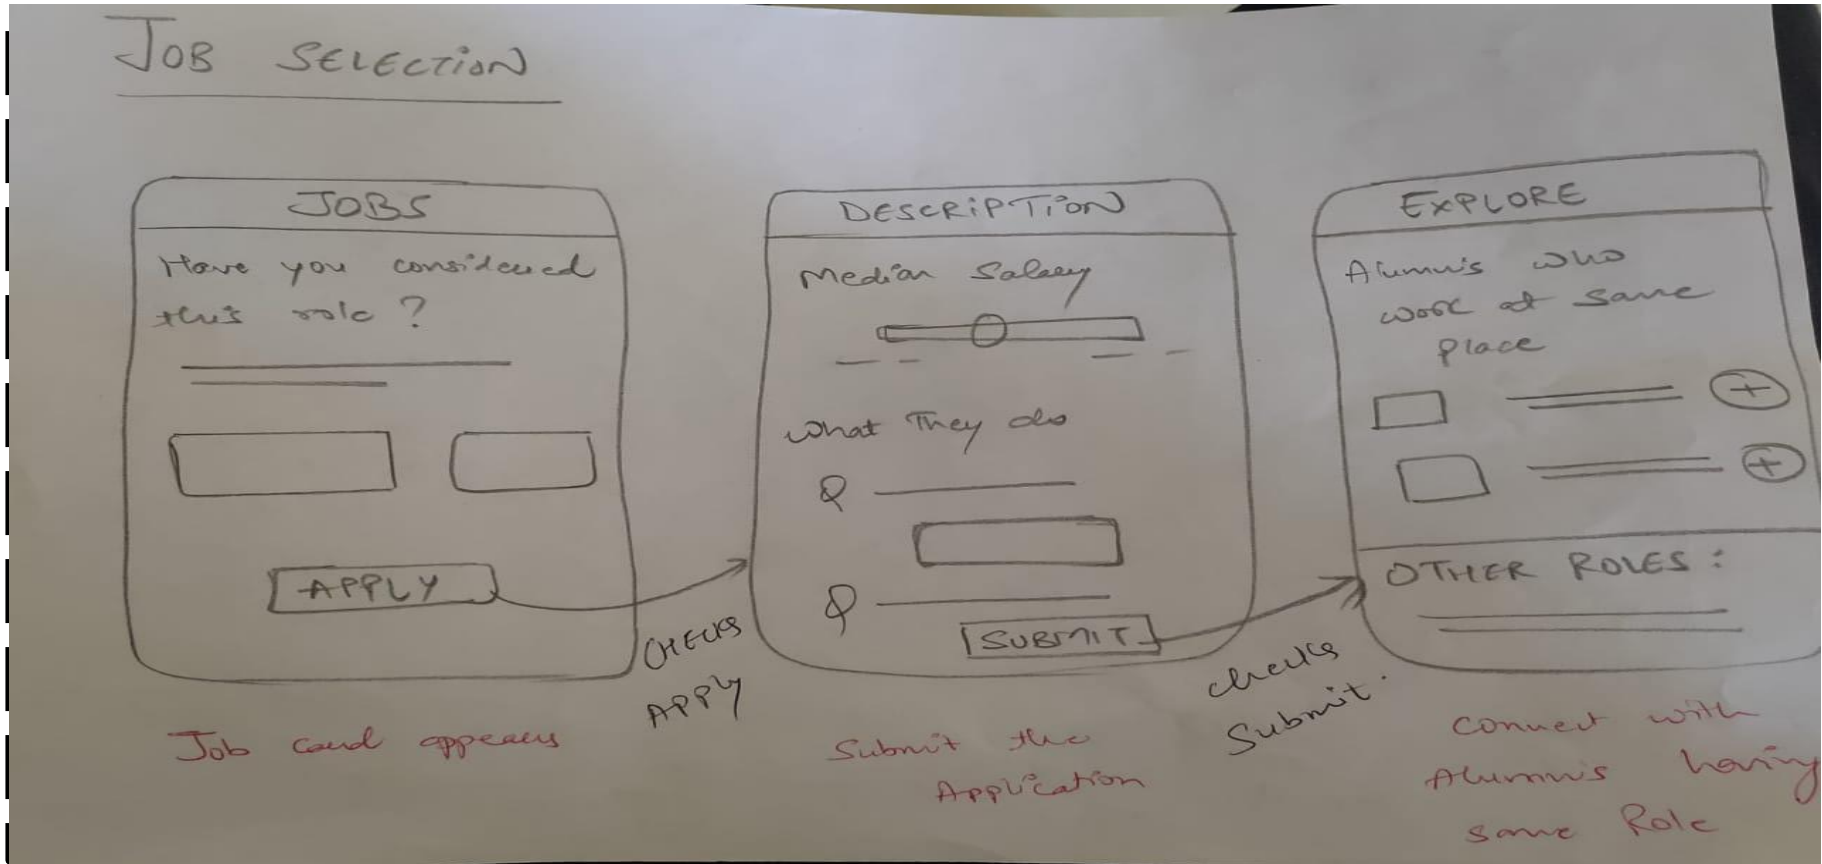 JOB SELECTION
JOBS
Have you considered
this role ?
APPLY
CHECKS
APPLY
Job card appears
DESCRIPTION
Median Salary
What They do
SUBMIT
checks
Submit.
Submit the
Application
EXPLORE
Alumnis who
work at same
place
OTHER ROLES :
Connect with
Alumnis having
same Role